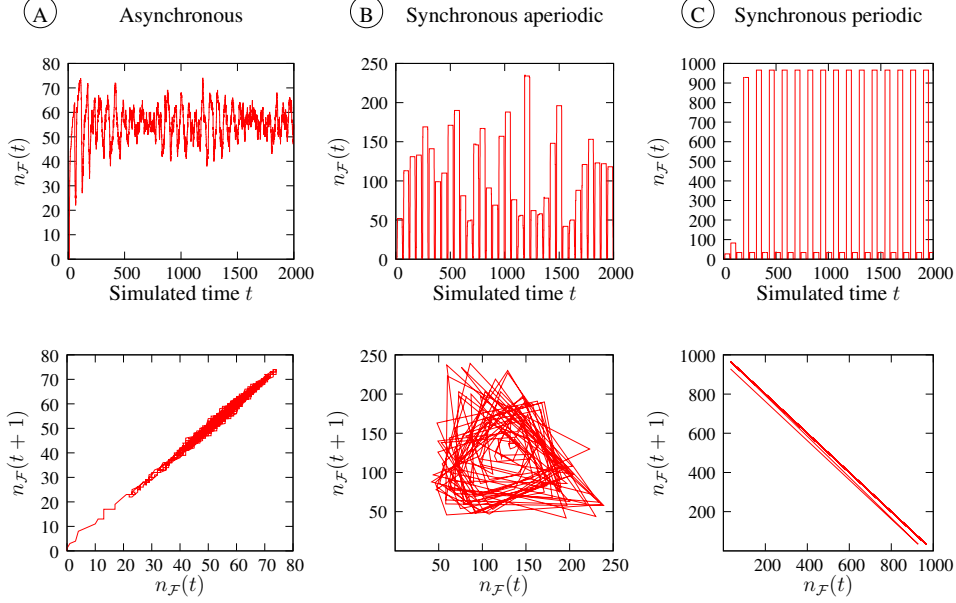 A Asynchronous
B Synchronous aperiodic
C Synchronous periodic
80
70
60
50
40
30
20
10
0
0 500 1000 1500 2000
n_F(t)
Simulated time t
250
200
150
100
50
0
0 500 1000 1500 2000
n_F(t)
Simulated time t
1000
900
800
700
600
500
400
300
200
100
0
0 500 1000 1500 2000
n_F(t)
Simulated time t
80
70
60
50
40
30
20
10
0
0 10 20 30 40 50 60 70 80
n_F(t + 1)
n_F(t)
250
200
150
100
50
0 50 100 150 200 250
n_F(t + 1)
n_F(t)
1000
800
600
400
200
200 400 600 800 1000
n_F(t + 1)
n_F(t)